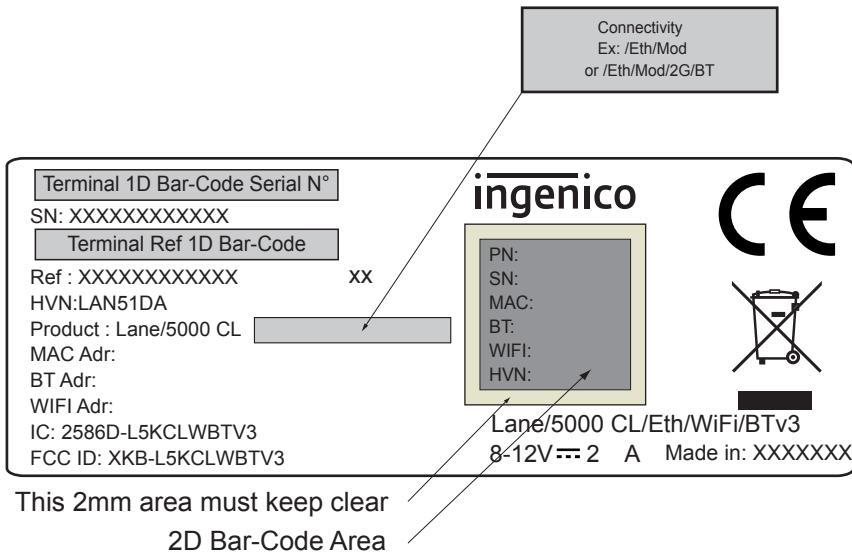 Connectivity
Ex: /Eth/Mod
or /Eth/Mod/2G/BT
Terminal 1D Bar-Code Serial N°
SN: XXXXXXXXXXXX
Terminal Ref 1D Bar-Code
Ref : XXXXXXXXXXXX xx
HVN:LAN51DA
Product : Lane/5000 CL
MAC Adr:
BT Adr:
WIFI Adr:
IC: 2586D-L5KCLWBTV3
FCC ID: XKB-L5KCLWBTV3
ingenico
PN:
SN:
MAC:
BT:
WIFI:
HVN:
CE
Lane/5000 CL/Eth/WiFi/BTv3
8-12V⎓ 2 A Made in: XXXXXXX
This 2mm area must keep clear
2D Bar-Code Area